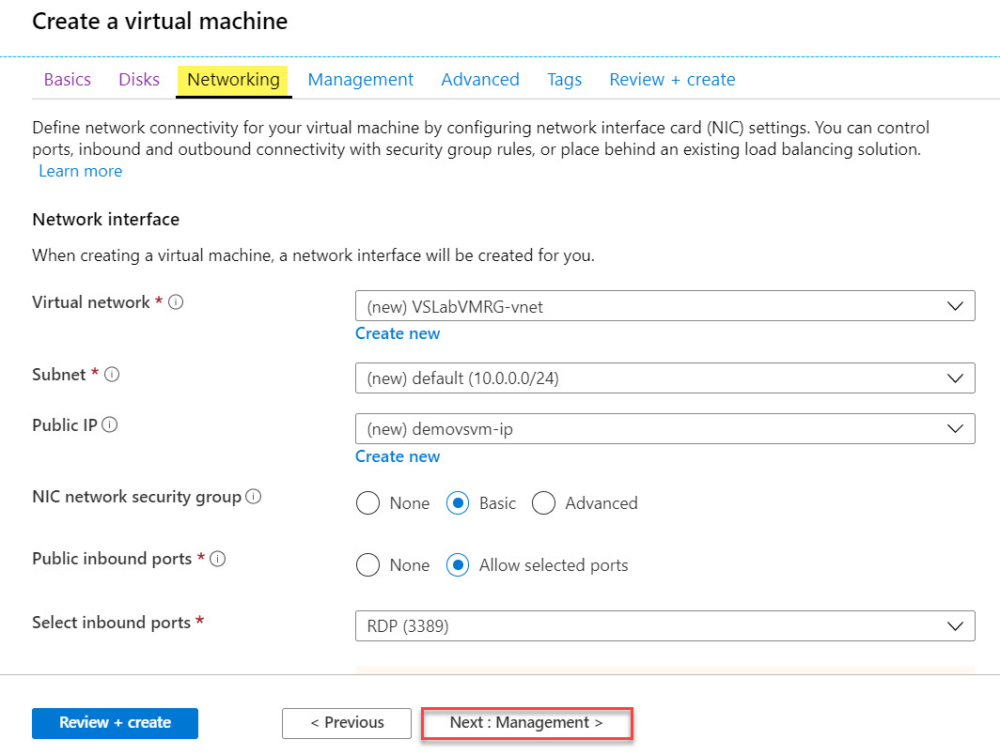 Create a virtual machine
Basics Disks Networking Management Advanced Tags Review + create
Define network connectivity for your virtual machine by configuring network interface card (NIC) settings. You can control
ports, inbound and outbound connectivity with security group rules, or place behind an existing load balancing solution.
Learn more
Network interface
When creating a virtual machine, a network interface will be created for you.
Virtual network * (new) VSLabVMRG-vnet
Create new
Subnet * (new) default (10.0.0.0/24)
Public IP (new) demovsvm-ip
Create new
NIC network security group None Basic Advanced
Public inbound ports * None Allow selected ports
Select inbound ports * RDP (3389)
Review + create < Previous Next : Management >